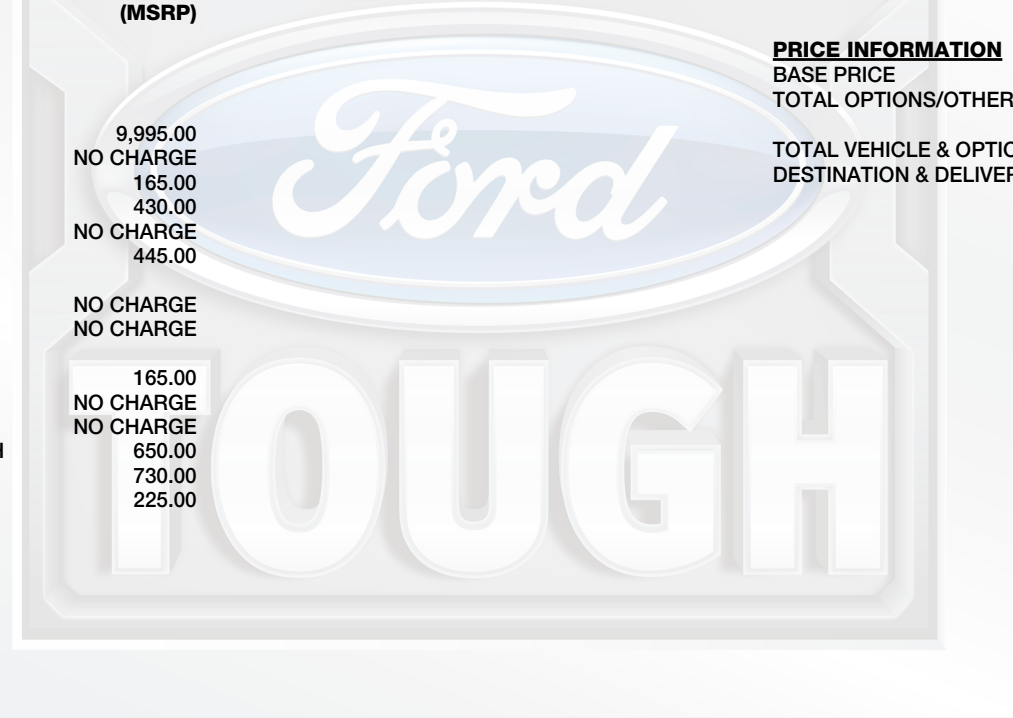 (MSRP)
9,995.00
NO CHARGE
165.00
430.00
NO CHARGE
445.00
NO CHARGE
NO CHARGE
165.00
NO CHARGE
NO CHARGE
650.00
730.00
225.00
PRICE INFORMATION
BASE PRICE
TOTAL OPTIONS/OTHER
TOTAL VEHICLE & OPTIO
DESTINATION & DELIVER
Ford
TOUGH